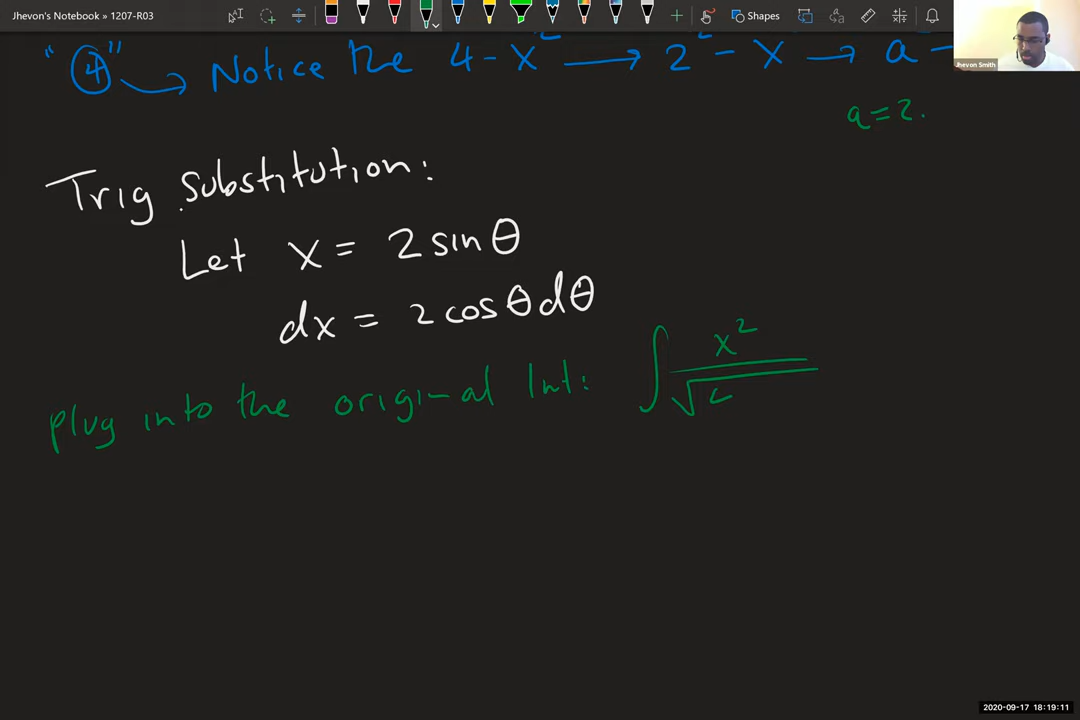 Jhevon's Notebook » 1207-R03
Shapes
Jhevon Smith
"④" → Notice the 4 - x² → 2² - x → a² -
a = 2.
Trig substitution:
Let x = 2 sin θ
dx = 2 cos θ dθ
plug into the original Int: ∫ x² / √
2020-09-17 18:19:11